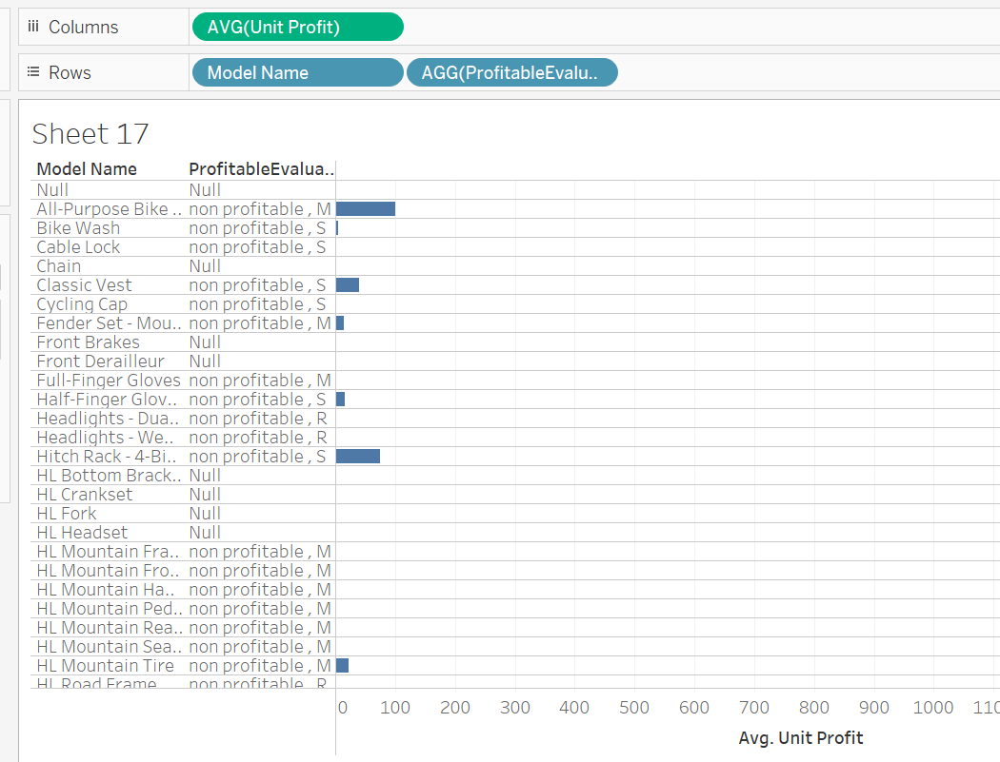 Columns AVG(Unit Profit)
Rows Model Name AGG(ProfitableEvalu..
Sheet 17
Model Name ProfitableEvalua..
Null Null
All-Purpose Bike .. non profitable , M
Bike Wash non profitable , S
Cable Lock non profitable , S
Chain Null
Classic Vest non profitable , S
Cycling Cap non profitable , S
Fender Set - Mou.. non profitable , M
Front Brakes Null
Front Derailleur Null
Full-Finger Gloves non profitable , M
Half-Finger Glov.. non profitable , S
Headlights - Dua.. non profitable , R
Headlights - We.. non profitable , R
Hitch Rack - 4-Bi.. non profitable , S
HL Bottom Brack.. Null
HL Crankset Null
HL Fork Null
HL Headset Null
HL Mountain Fra.. non profitable , M
HL Mountain Fro.. non profitable , M
HL Mountain Ha.. non profitable , M
HL Mountain Ped.. non profitable , M
HL Mountain Rea.. non profitable , M
HL Mountain Sea.. non profitable , M
HL Mountain Tire non profitable , M
HL Road Frame non profitable , R
0 100 200 300 400 500 600 700 800 900 1000 110
Avg. Unit Profit